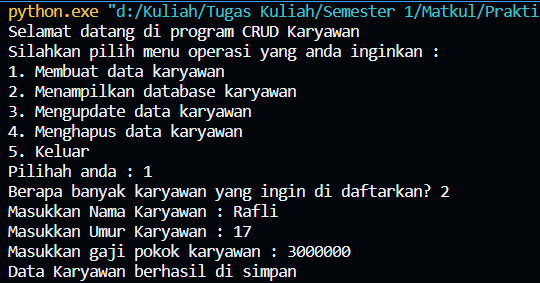 python.exe "d:/Kuliah/Tugas Kuliah/Semester 1/Matkul/Prakti
Selamat datang di program CRUD Karyawan
Silahkan pilih menu operasi yang anda inginkan :
1. Membuat data karyawan
2. Menampilkan database karyawan
3. Mengupdate data karyawan
4. Menghapus data karyawan
5. Keluar
Pilihah anda : 1
Berapa banyak karyawan yang ingin di daftarkan? 2
Masukkan Nama Karyawan : Rafli
Masukkan Umur Karyawan : 17
Masukkan gaji pokok karyawan : 3000000
Data Karyawan berhasil di simpan